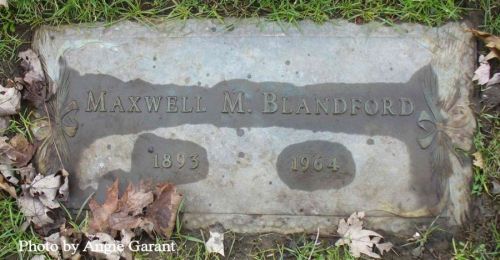 MAXWELL M. BLANDFORD
1893 1964
Photo by Angie Garant